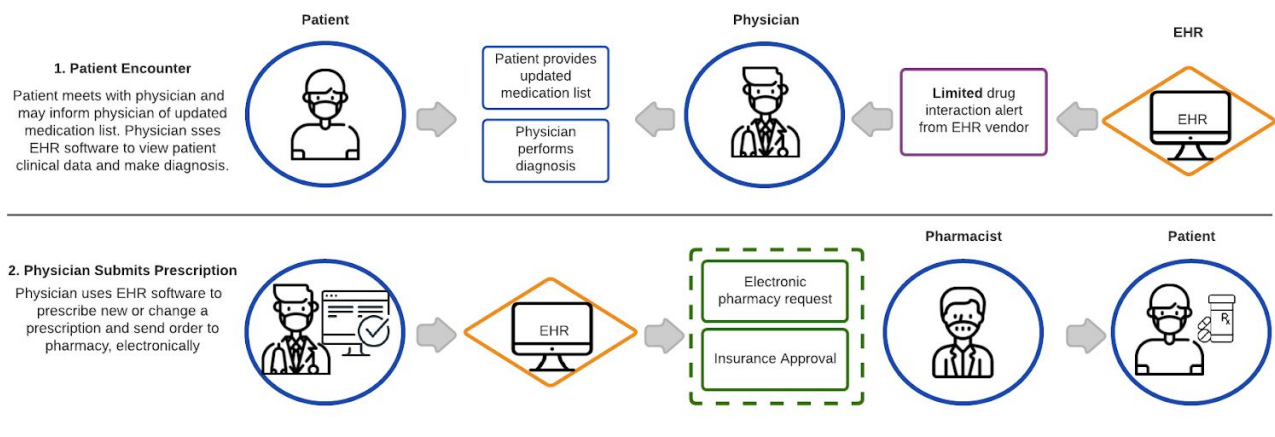 Patient
Physician
EHR
1. Patient Encounter
Patient meets with physician and
may inform physician of updated
medication list. Physician sses
EHR software to view patient
clinical data and make diagnosis.
Patient provides
updated
medication list
Physician
performs
diagnosis
Limited drug
interaction alert
from EHR vendor
EHR
Pharmacist
Patient
2. Physician Submits Prescription
Physician uses EHR software to
prescribe new or change a
prescription and send order to
pharmacy, electronically
EHR
Electronic
pharmacy request
Insurance Approval
Rx